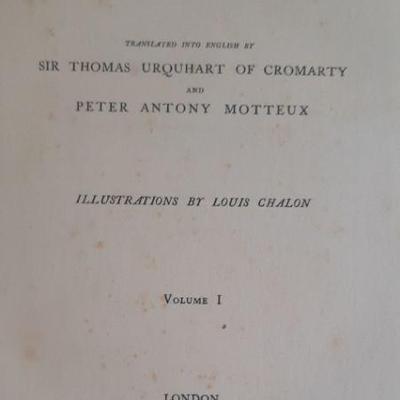 TRANSLATED INTO ENGLISH BY
SIR THOMAS URQUHART OF CROMARTY
AND
PETER ANTONY MOTTEUX
ILLUSTRATIONS BY LOUIS CHALON
VOLUME I
LONDON